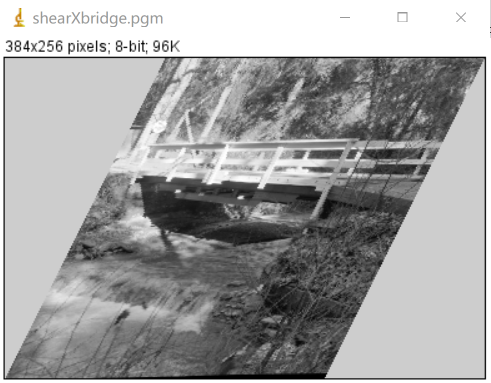 shearXbridge.pgm
384x256 pixels; 8-bit; 96K